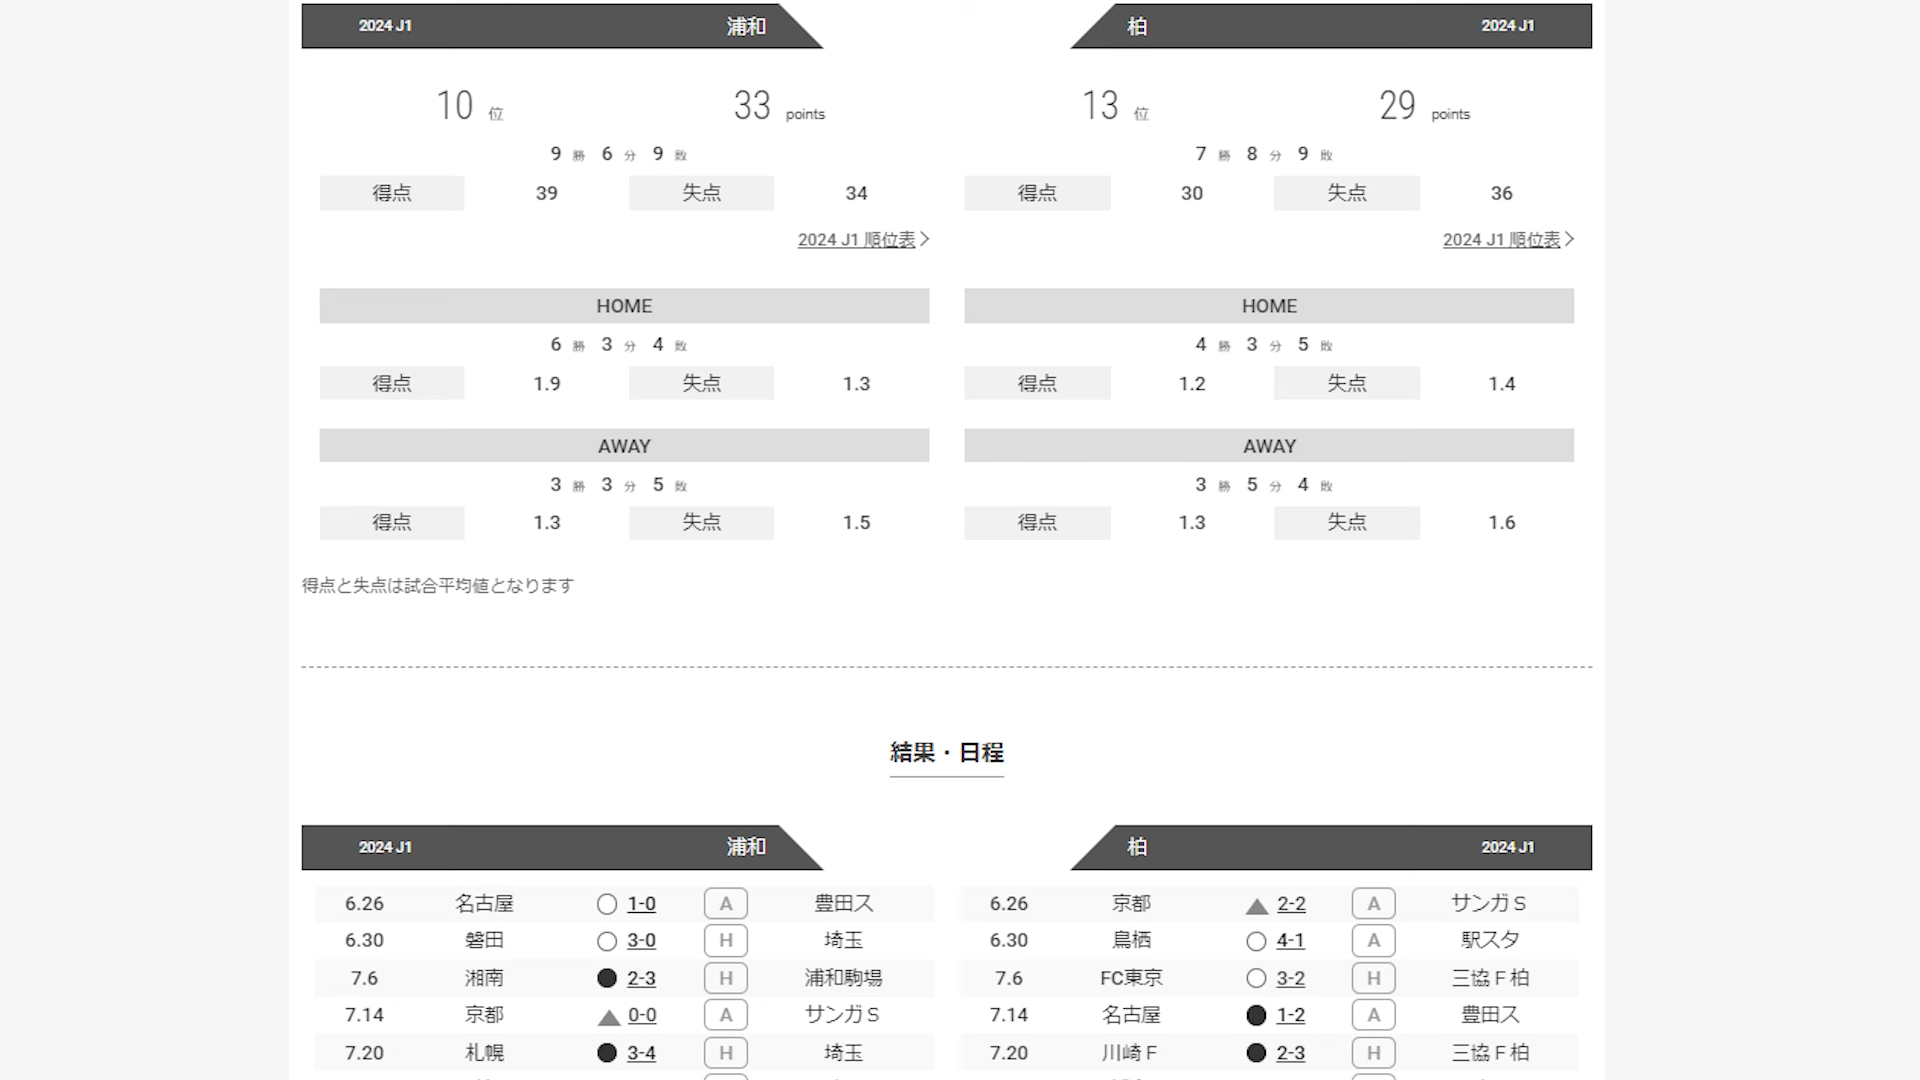 2024 J1 浦和
10 位 33 points
9 勝 6 分 9 敗
得点 39 失点 34
2024 J1 順位表
HOME
6 勝 3 分 4 敗
得点 1.9 失点 1.3
AWAY
3 勝 3 分 5 敗
得点 1.3 失点 1.5
柏 2024 J1
13 位 29 points
7 勝 8 分 9 敗
得点 30 失点 36
2024 J1 順位表
HOME
4 勝 3 分 5 敗
得点 1.2 失点 1.4
AWAY
3 勝 5 分 4 敗
得点 1.3 失点 1.6
得点と失点は試合平均値となります
結果・日程
2024 J1 浦和
6.26 名古屋 1-0 A 豊田ス
6.30 磐田 3-0 H 埼玉
7.6 湘南 2-3 H 浦和駒場
7.14 京都 0-0 A サンガS
7.20 札幌 3-4 H 埼玉
柏 2024 J1
6.26 京都 2-2 A サンガS
6.30 鳥栖 4-1 A 駅スタ
7.6 FC東京 3-2 H 三協F柏
7.14 名古屋 1-2 A 豊田ス
7.20 川崎F 2-3 H 三協F柏